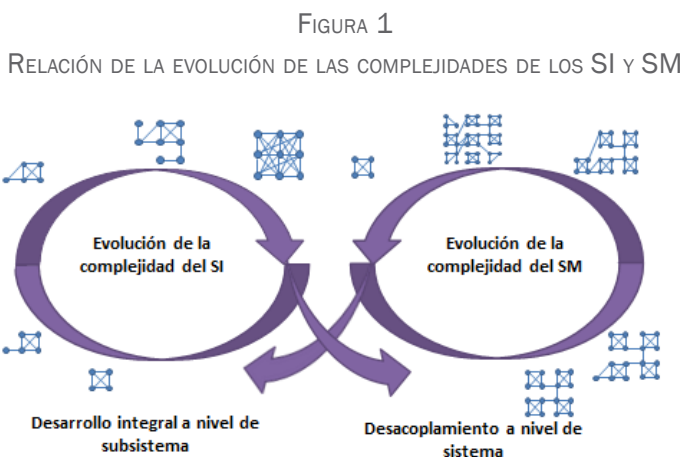 FIGURA 1
RELACIÓN DE LA EVOLUCIÓN DE LAS COMPLEJIDADES DE LOS SI Y SM
Evolución de la
complejidad del SI
Evolución de la
complejidad del SM
Desarrollo integral a nivel de
subsistema
Desacoplamiento a nivel de
sistema